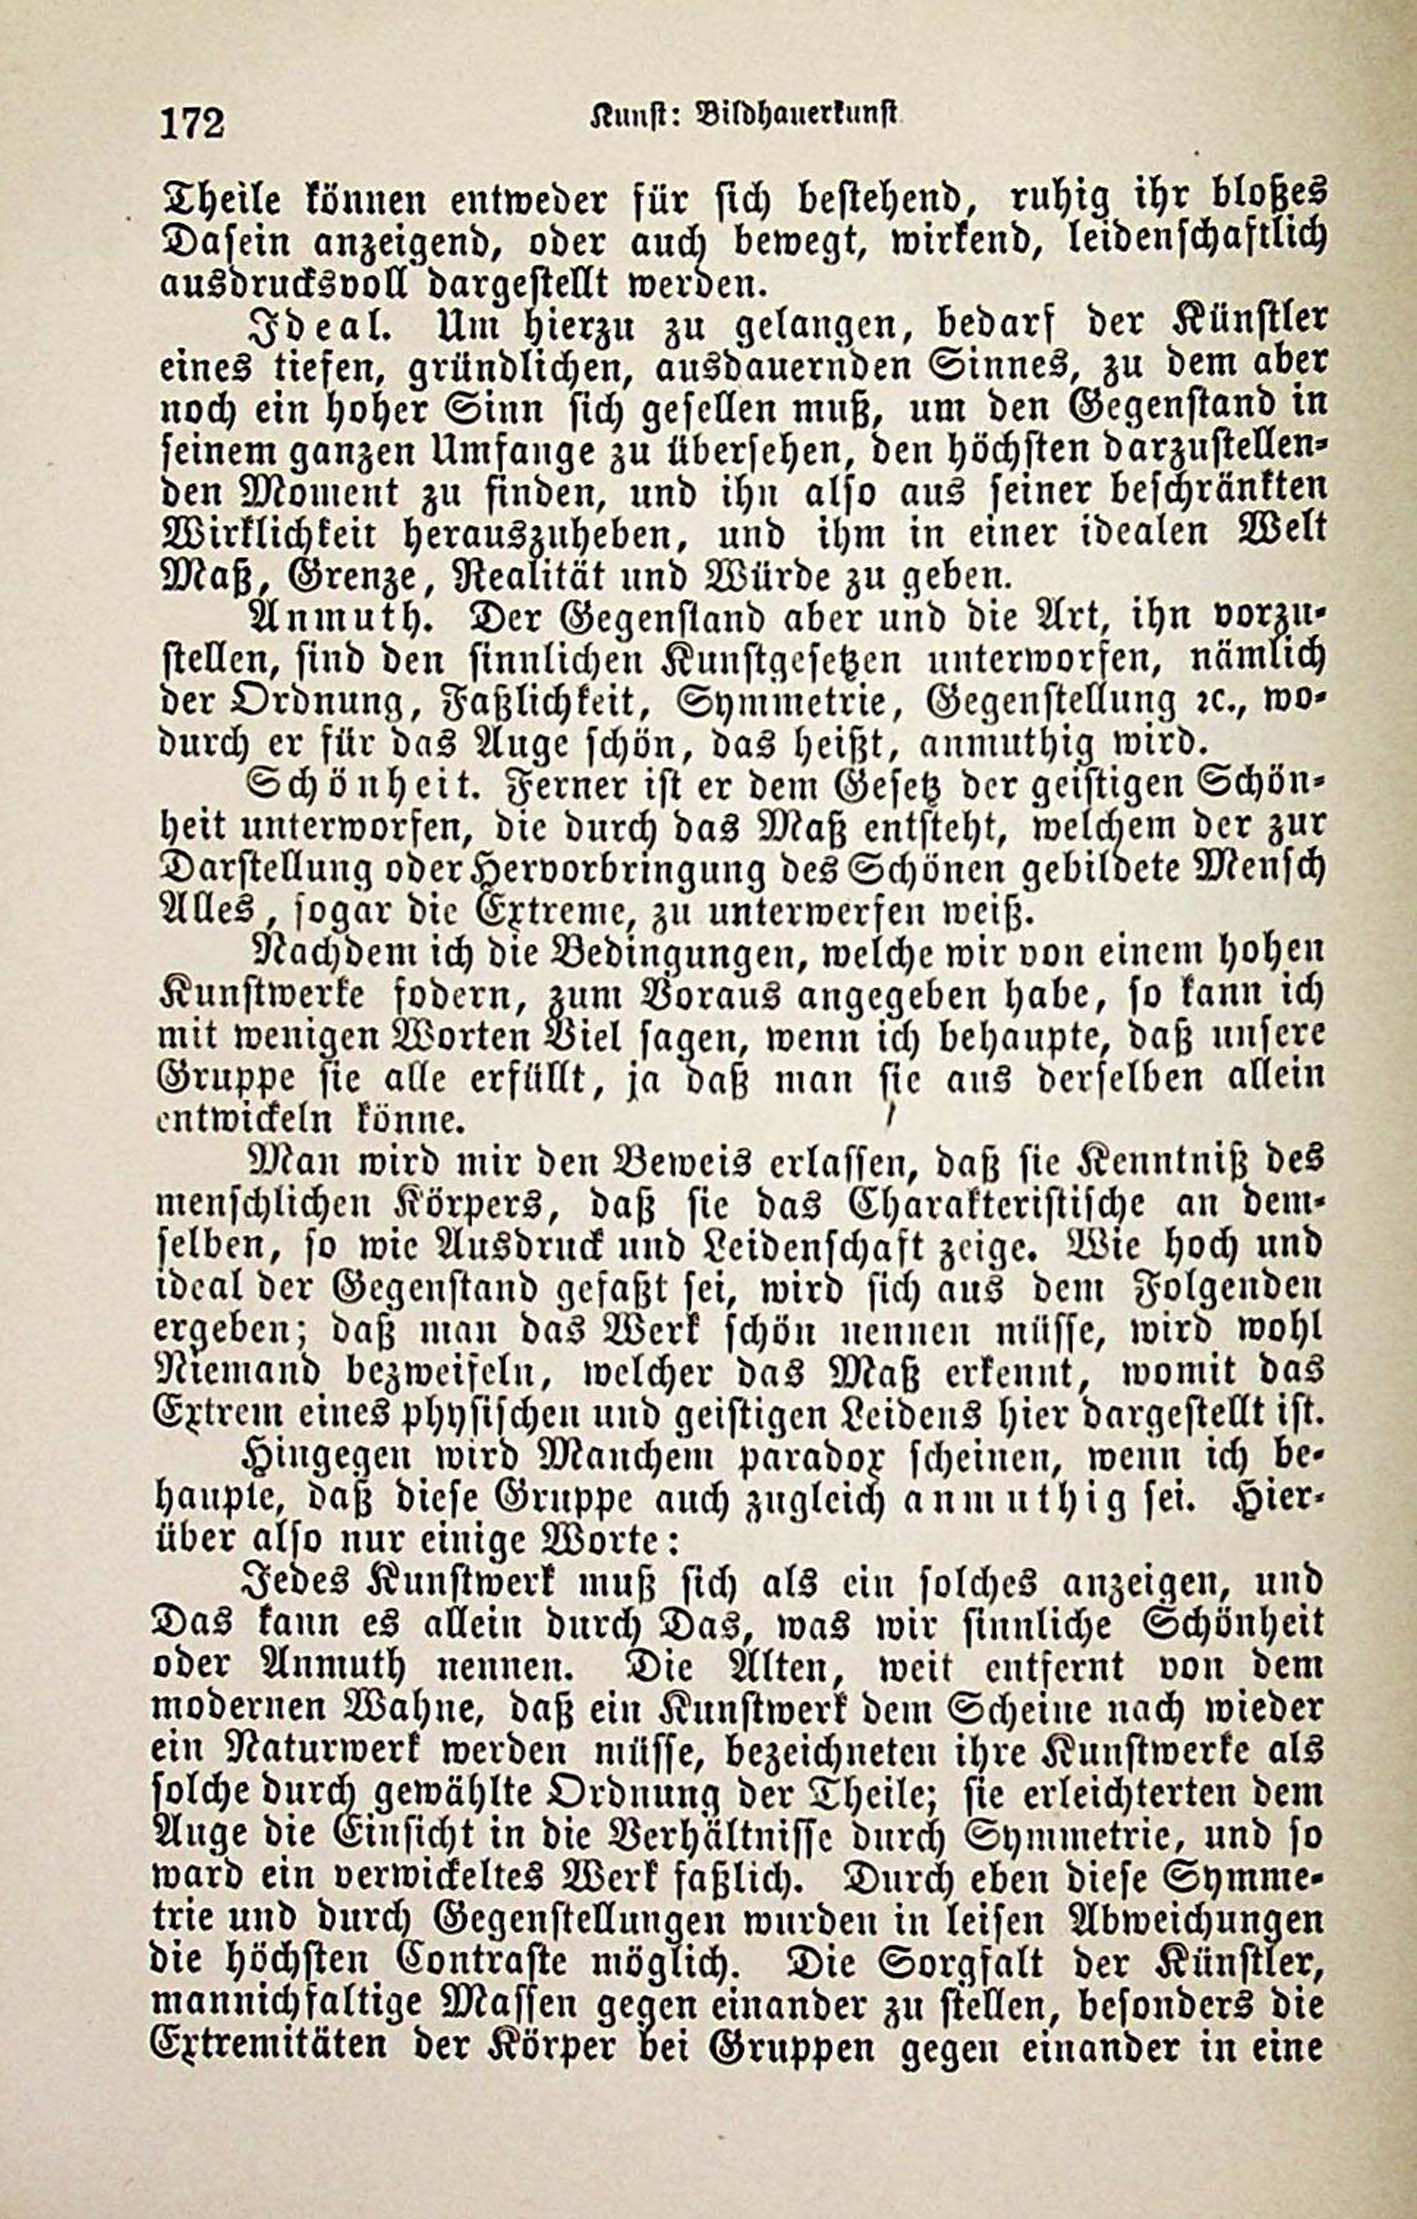 172
Kunst: Bildhauerkunst
Theile können entweder für sich bestehend, ruhig ihr bloßes
Dasein anzeigend, oder auch bewegt, wirkend, leidenschaftlich
ausdrucksvoll dargestellt werden.
Ideal. Um hierzu zu gelangen, bedarf der Künstler
eines tiefen, gründlichen, ausdauernden Sinnes, zu dem aber
noch ein hoher Sinn sich gesellen muß, um den Gegenstand in
seinem ganzen Umfange zu übersehen, den höchsten darzustellen-
den Moment zu finden, und ihn also aus seiner beschränkten
Wirklichkeit herauszuheben, und ihm in einer idealen Welt
Maß, Grenze, Realität und Würde zu geben.
Anmuth. Der Gegenstand aber und die Art, ihn vorzu-
stellen, sind den sinnlichen Kunstgesetzen unterworfen, nämlich
der Ordnung, Faßlichkeit, Symmetrie, Gegenstellung ꝛc., wo-
durch er für das Auge schön, das heißt, anmuthig wird.
Schönheit. Ferner ist er dem Gesetz der geistigen Schön-
heit unterworfen, die durch das Maß entsteht, welchem der zur
Darstellung oder Hervorbringung des Schönen gebildete Mensch
Alles, sogar die Extreme, zu unterwerfen weiß.
Nachdem ich die Bedingungen, welche wir von einem hohen
Kunstwerke fodern, zum Voraus angegeben habe, so kann ich
mit wenigen Worten Viel sagen, wenn ich behaupte, daß unsere
Gruppe sie alle erfüllt, ja daß man sie aus derselben allein
entwickeln könne.
Man wird mir den Beweis erlassen, daß sie Kenntniß des
menschlichen Körpers, daß sie das Charakteristische an dem-
selben, so wie Ausdruck und Leidenschaft zeige. Wie hoch und
ideal der Gegenstand gefaßt sei, wird sich aus dem Folgenden
ergeben; daß man das Werk schön nennen müsse, wird wohl
Niemand bezweifeln, welcher das Maß erkennt, womit das
Extrem eines physischen und geistigen Leidens hier dargestellt ist.
Hingegen wird Manchem paradox scheinen, wenn ich be-
haupte, daß diese Gruppe auch zugleich anmuthig sei. Hier-
über also nur einige Worte:
Jedes Kunstwerk muß sich als ein solches anzeigen, und
Das kann es allein durch Das, was wir sinnliche Schönheit
oder Anmuth nennen. Die Alten, weit entfernt von dem
modernen Wahne, daß ein Kunstwerk dem Scheine nach wieder
ein Naturwerk werden müsse, bezeichneten ihre Kunstwerke als
solche durch gewählte Ordnung der Theile; sie erleichterten dem
Auge die Einsicht in die Verhältnisse durch Symmetrie, und so
ward ein verwickeltes Werk faßlich. Durch eben diese Symme-
trie und durch Gegenstellungen wurden in leisen Abweichungen
die höchsten Contraste möglich. Die Sorgfalt der Künstler,
mannichfaltige Massen gegen einander zu stellen, besonders die
Extremitäten der Körper bei Gruppen gegen einander in eine